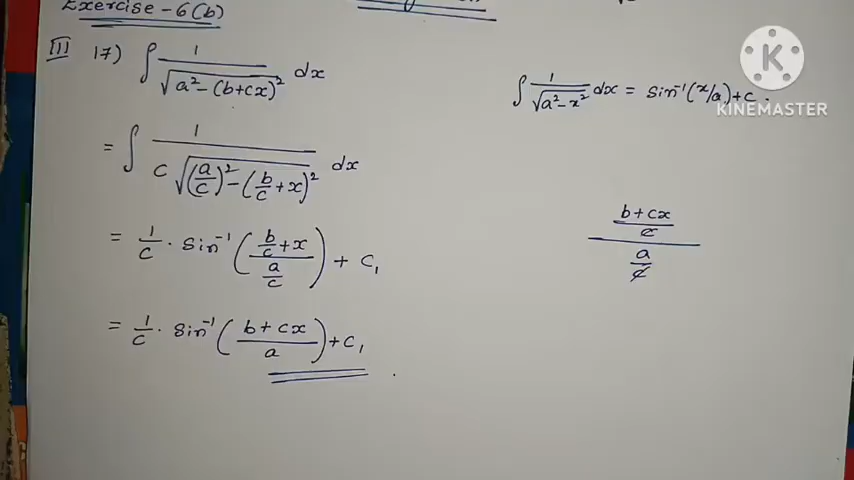 Exercise - 6(b)
III 17) ∫ 1/√(a² - (b+cx)²) dx
= ∫ 1/(c √((a/c)² - (b/c + x)²)) dx
= 1/c · sin⁻¹((b/c + x)/(a/c)) + c₁
= 1/c · sin⁻¹((b+cx)/a) + c₁
∫ 1/√(a² - x²) dx = sin⁻¹(x/a) + c.
KINEMASTER
((b+cx)/c)/(a/c)